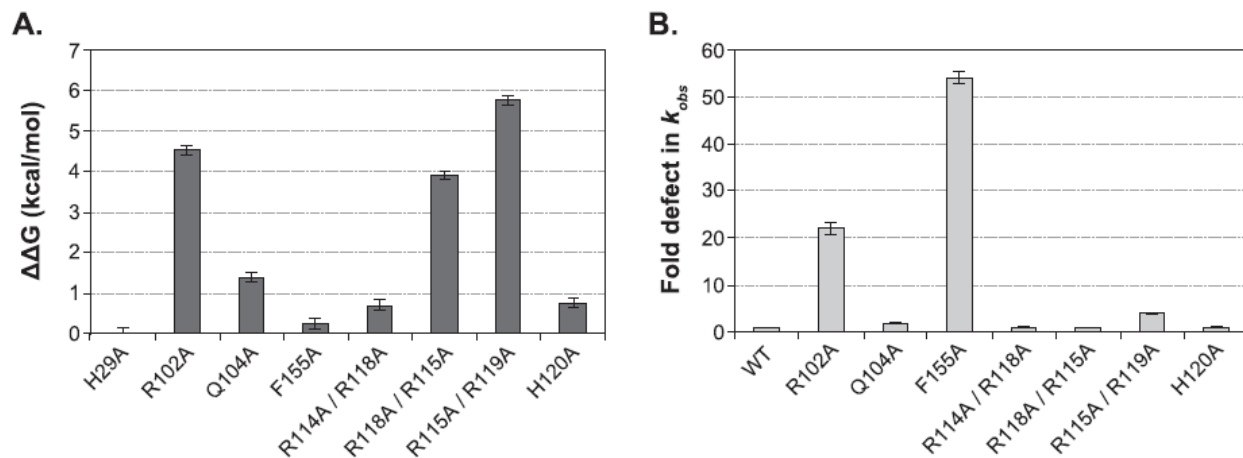 A.
B.
ΔΔG (kcal/mol)
7
6
5
4
3
2
1
0
H29A
R102A
Q104A
F155A
R114A / R118A
R118A / R115A
R115A / R119A
H120A
Fold defect in kobs
60
50
40
30
20
10
0
WT
R102A
Q104A
F155A
R114A / R118A
R118A / R115A
R115A / R119A
H120A